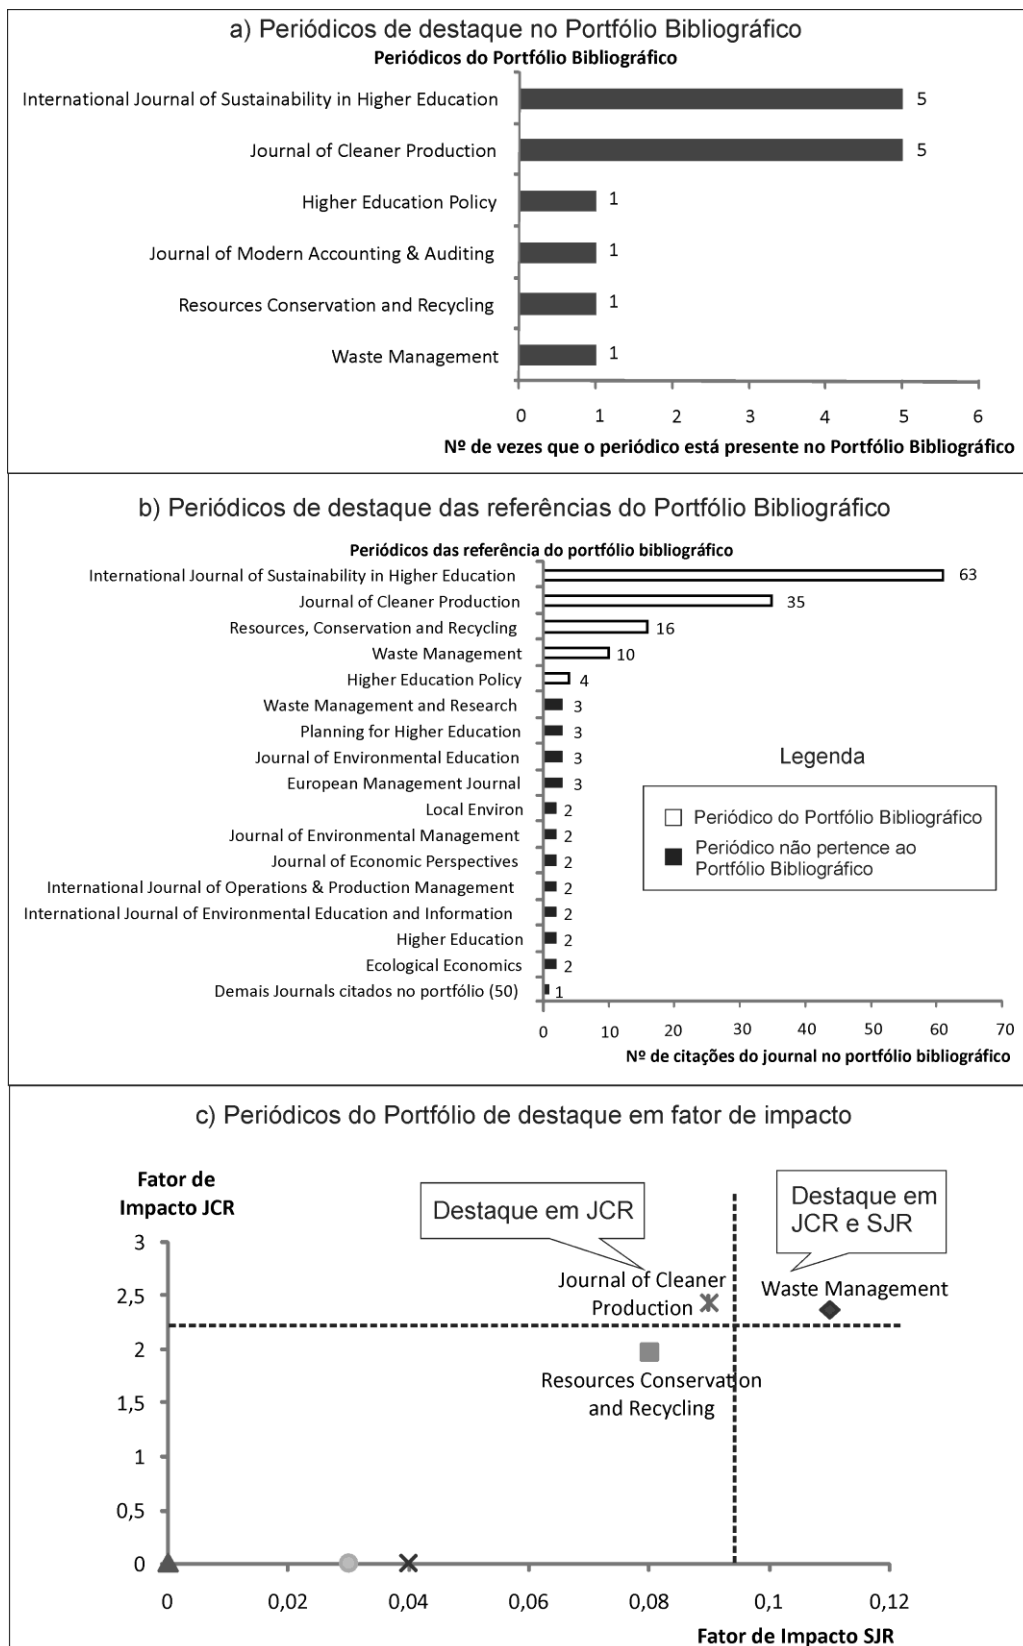 a) Periódicos de destaque no Portfólio Bibliográfico
Periódicos do Portfólio Bibliográfico
International Journal of Sustainability in Higher Education 5
Journal of Cleaner Production 5
Higher Education Policy 1
Journal of Modern Accounting & Auditing 1
Resources Conservation and Recycling 1
Waste Management 1
0 1 2 3 4 5 6
Nº de vezes que o periódico está presente no Portfólio Bibliográfico
b) Periódicos de destaque das referências do Portfólio Bibliográfico
Periódicos das referência do portfólio bibliográfico
International Journal of Sustainability in Higher Education 63
Journal of Cleaner Production 35
Resources, Conservation and Recycling 16
Waste Management 10
Higher Education Policy 4
Waste Management and Research 3
Planning for Higher Education 3
Journal of Environmental Education 3
European Management Journal 3
Local Environ 2
Journal of Environmental Management 2
Journal of Economic Perspectives 2
International Journal of Operations & Production Management 2
International Journal of Environmental Education and Information 2
Higher Education 2
Ecological Economics 2
Demais Journals citados no portfólio (50) 1
Legenda
Periódico do Portfólio Bibliográfico
Periódico não pertence ao
Portfólio Bibliográfico
0 10 20 30 40 50 60 70
Nº de citações do journal no portfólio bibliográfico
c) Periódicos do Portfólio de destaque em fator de impacto
Fator de
Impacto JCR
Destaque em JCR
Destaque em
JCR e SJR
Journal of Cleaner
Production
Waste Management
Resources Conservation
and Recycling
3
2,5
2
1,5
1
0,5
0
0 0,02 0,04 0,06 0,08 0,1 0,12
Fator de Impacto SJR